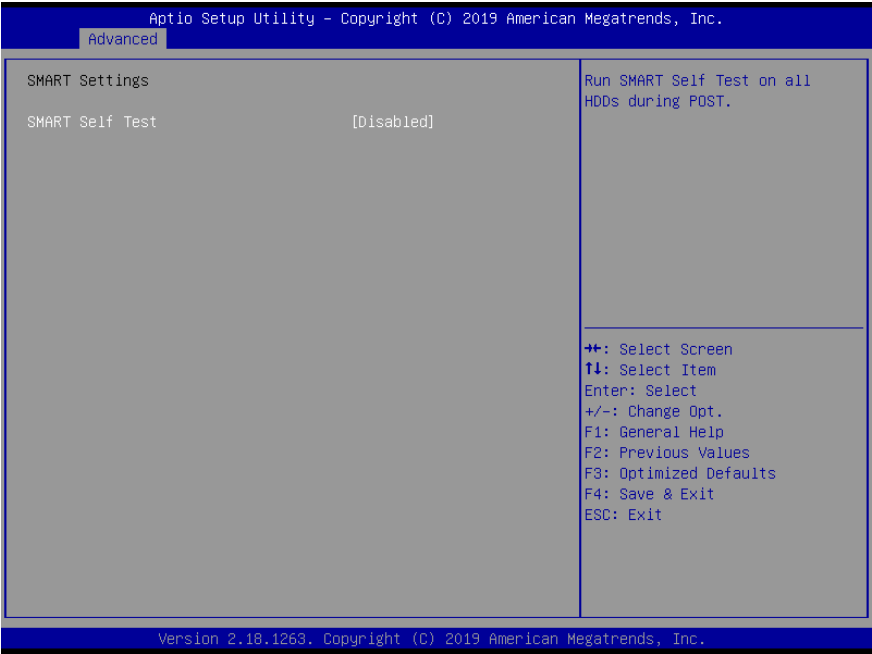 Aptio Setup Utility – Copyright (C) 2019 American Megatrends, Inc.
Advanced
SMART Settings
SMART Self Test [Disabled]
Run SMART Self Test on all
HDDs during POST.
→←: Select Screen
↑↓: Select Item
Enter: Select
+/-: Change Opt.
F1: General Help
F2: Previous Values
F3: Optimized Defaults
F4: Save & Exit
ESC: Exit
Version 2.18.1263. Copyright (C) 2019 American Megatrends, Inc.